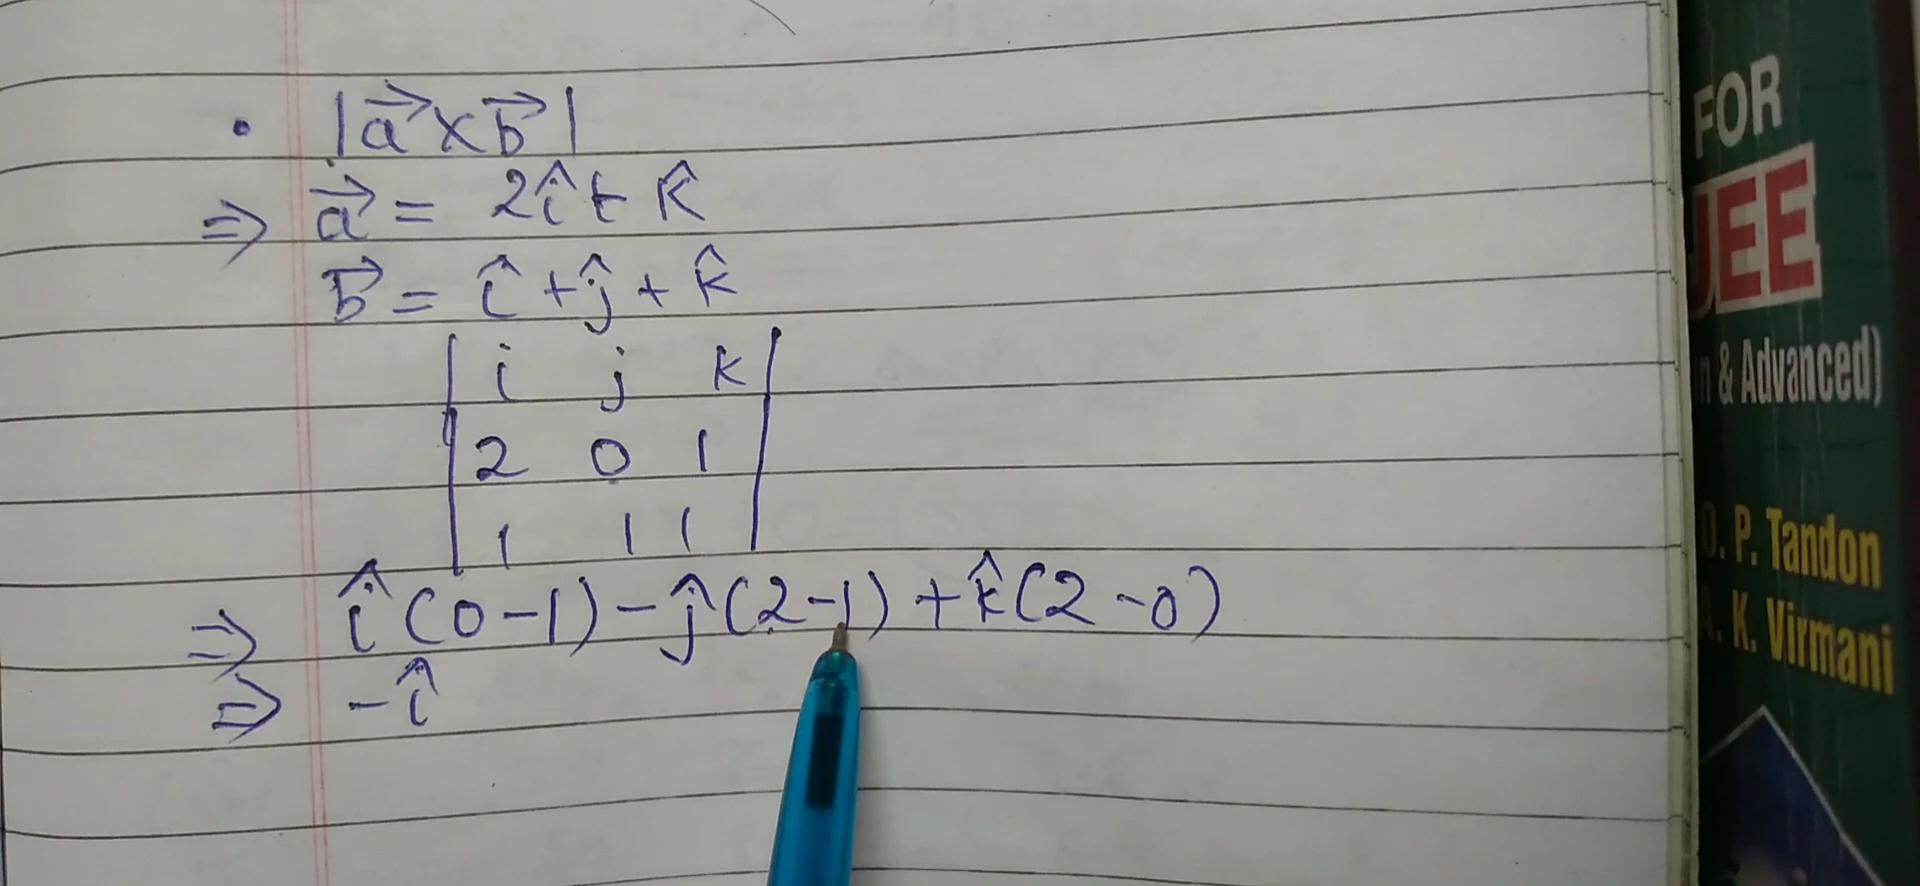 • |a⃗ × b⃗|
⇒ a⃗ = 2î + k̂
b⃗ = î + ĵ + k̂
| i j k |
| 2 0 1 |
| 1 1 1 |
⇒ î (0-1) - ĵ (2-1) + k̂ (2-0)
⇒ -î
FOR
JEE
& Advanced)
O. P. Tandon
K. Virmani